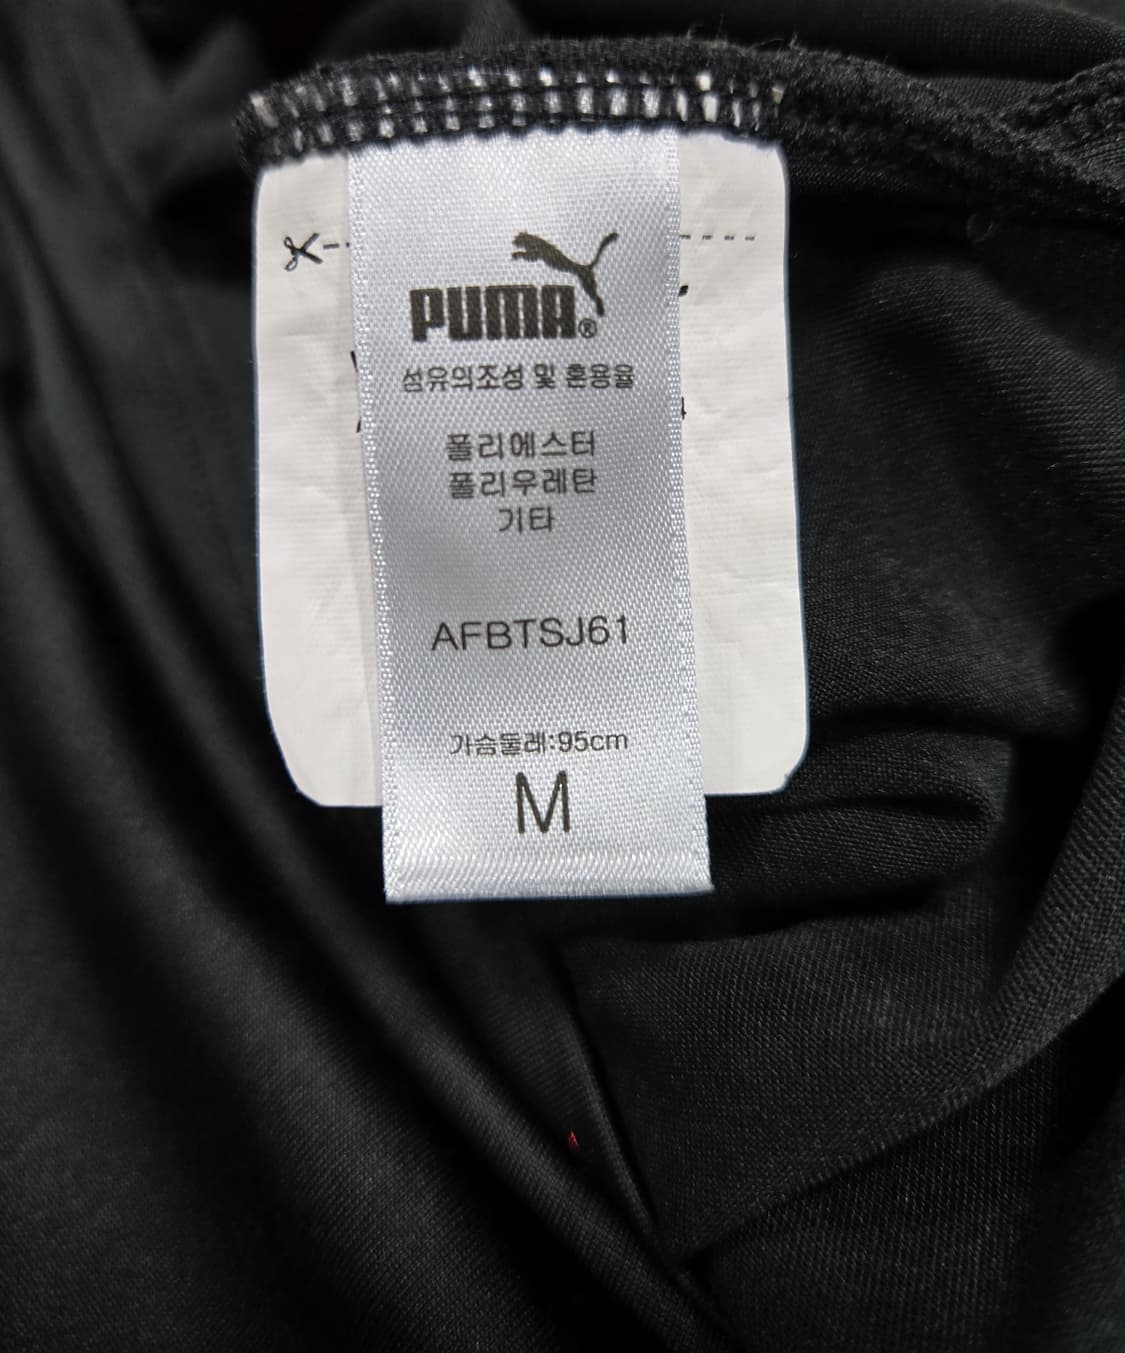 PUMA®
섬유의조성 및 혼용율
폴리에스터
폴리우레탄
기타
AFBTSJ61
가슴둘레:95cm
M